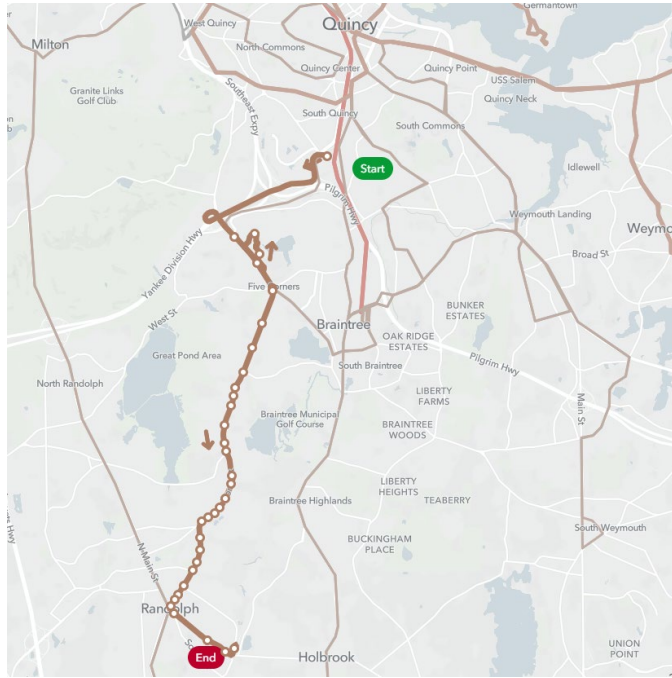 Germantown
West Quincy
Quincy
Milton
North Commons
Quincy Center
Quincy Point
USS Salem
Granite Links
Golf Club
Southeast Expy
Quincy Neck
South Quincy
South Commons
Start
Idlewell
Pilgrim Hwy
Weymouth Landing
Yankee Division Hwy
Broad St
Five Corners
West St
BUNKER
ESTATES
Braintree
OAK RIDGE
ESTATES
Great Pond Area
Pilgrim Hwy
South Braintree
North Randolph
LIBERTY
FARMS
Main St
Braintree Municipal
Golf Course
BRAINTREE
WOODS
LIBERTY
HEIGHTS
TEABERRY
Braintree Highlands
South Weymouth
BUCKINGHAM
PLACE
N Main St
Randolph
End
Holbrook
UNION
POINT